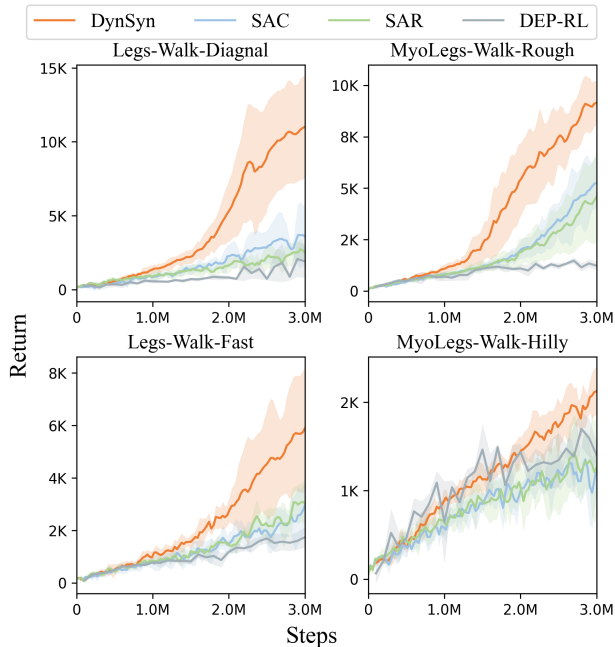 DynSyn SAC SAR DEP-RL
Legs-Walk-Diagnal
15K
10K
5K
0
0 1.0M 2.0M 3.0M
MyoLegs-Walk-Rough
10K
8K
5K
2K
0
0 1.0M 2.0M 3.0M
Legs-Walk-Fast
8K
6K
4K
2K
0
0 1.0M 2.0M 3.0M
MyoLegs-Walk-Hilly
2K
1K
0
0 1.0M 2.0M 3.0M
Return
Steps